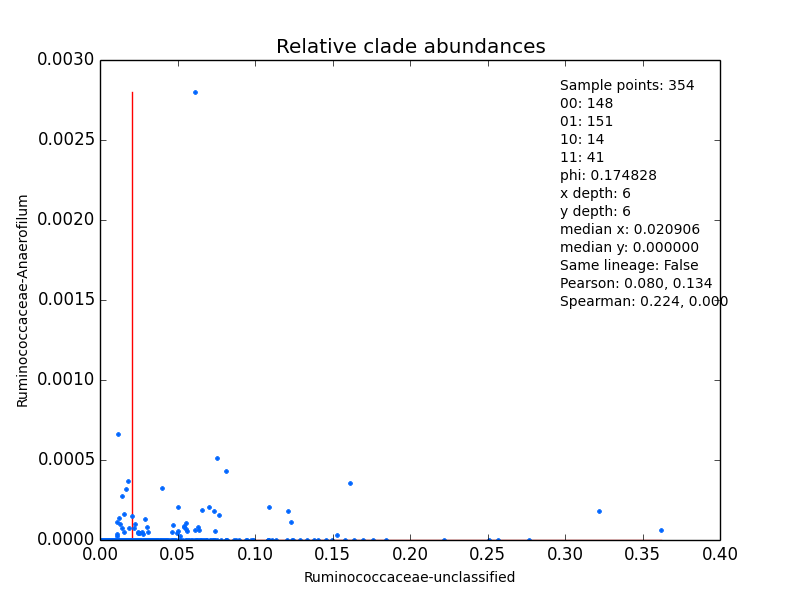 Relative clade abundances
0.0030
0.0025
0.0020
0.0015
0.0010
0.0005
0.0000
Ruminococcaceae-Anaerofilum
Sample points: 354
00: 148
01: 151
10: 14
11: 41
phi: 0.174828
x depth: 6
y depth: 6
median x: 0.020906
median y: 0.000000
Same lineage: False
Pearson: 0.080, 0.134
Spearman: 0.224, 0.000
0.00 0.05 0.10 0.15 0.20 0.25 0.30 0.35 0.40
Ruminococcaceae-unclassified